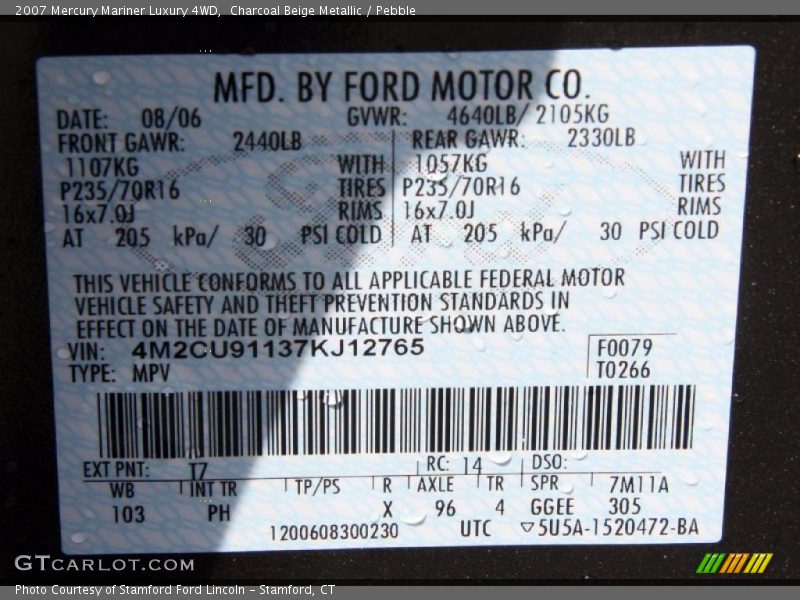 2007 Mercury Mariner Luxury 4WD,  Charcoal Beige Metallic / Pebble
MFD. BY FORD MOTOR CO.
DATE: 08/06 GVWR: 4640LB/ 2105KG
FRONT GAWR: 2440LB REAR GAWR: 2330LB
1107KG WITH 1057KG WITH
P235/70R16 TIRES P235/70R16 TIRES
16x7.0J RIMS 16x7.0J RIMS
AT 205 kPa/ 30 PSI COLD AT 205 kPa/ 30 PSI COLD
THIS VEHICLE CONFORMS TO ALL APPLICABLE FEDERAL MOTOR
VEHICLE SAFETY AND THEFT PREVENTION STANDARDS IN
EFFECT ON THE DATE OF MANUFACTURE SHOWN ABOVE.
VIN: 4M2CU91137KJ12765 F0079
TYPE: MPV T0266
EXT PNT: T7 RC: 14 DSO:
WB INT TR TP/PS R AXLE TR SPR 7M11A
103 PH X 96 4 GGEE 305
1200608300230 UTC ▽5U5A-1520472-BA
GTCARLOT.COM
Photo Courtesy of Stamford Ford Lincoln – Stamford, CT